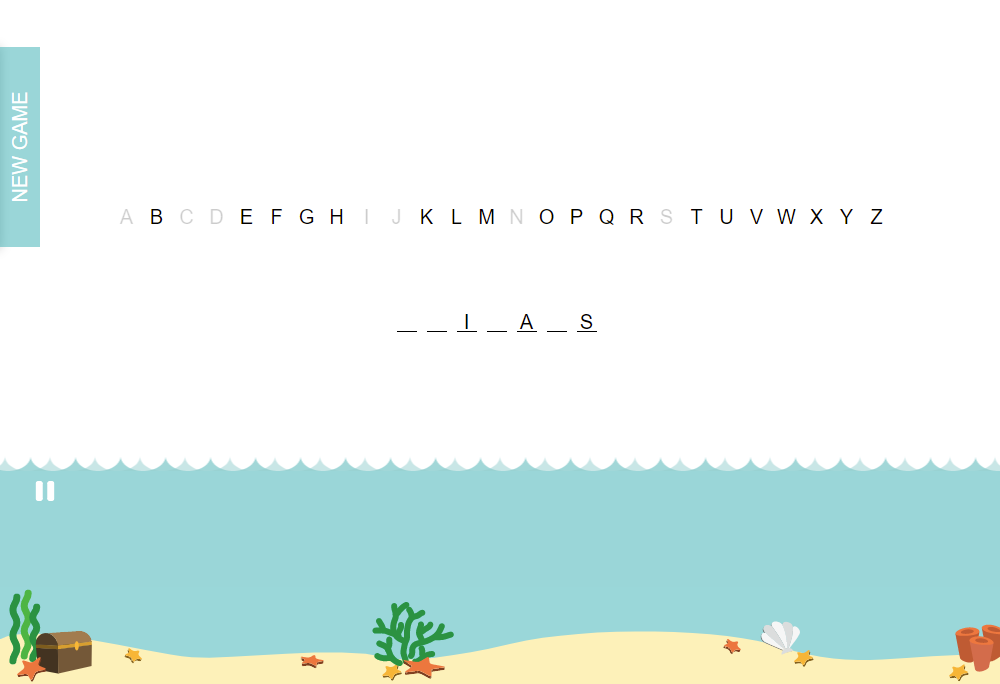 NEW GAME
A B C D E F G H I J K L M N O P Q R S T U V W X Y Z
_ _ I _ A _ S